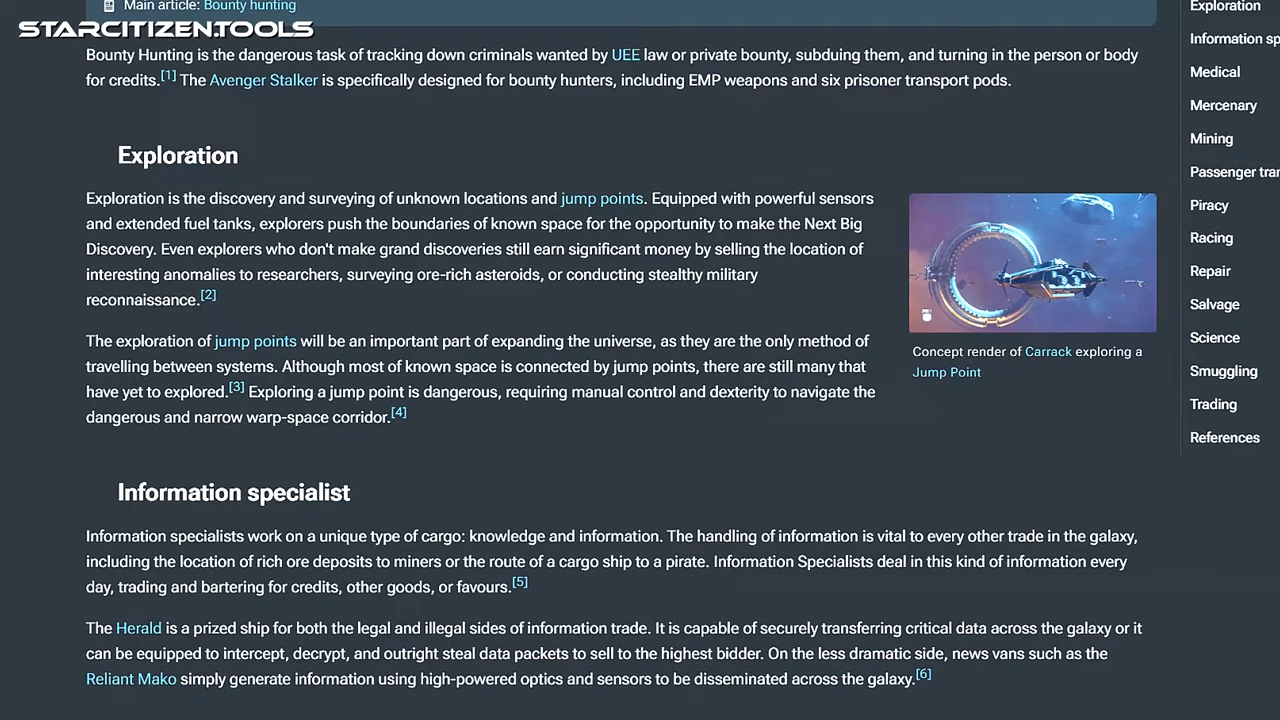 Main article: Bounty hunting
STARCITIZEN.TOOLS
Bounty Hunting is the dangerous task of tracking down criminals wanted by UEE law or private bounty, subduing them, and turning in the person or body
for credits.[1] The Avenger Stalker is specifically designed for bounty hunters, including EMP weapons and six prisoner transport pods.
Exploration
Exploration is the discovery and surveying of unknown locations and jump points. Equipped with powerful sensors
and extended fuel tanks, explorers push the boundaries of known space for the opportunity to make the Next Big
Discovery. Even explorers who don't make grand discoveries still earn significant money by selling the location of
interesting anomalies to researchers, surveying ore-rich asteroids, or conducting stealthy military
reconnaissance.[2]
The exploration of jump points will be an important part of expanding the universe, as they are the only method of
travelling between systems. Although most of known space is connected by jump points, there are still many that
have yet to explored.[3] Exploring a jump point is dangerous, requiring manual control and dexterity to navigate the
dangerous and narrow warp-space corridor.[4]
Concept render of Carrack exploring a
Jump Point
Information specialist
Information specialists work on a unique type of cargo: knowledge and information. The handling of information is vital to every other trade in the galaxy,
including the location of rich ore deposits to miners or the route of a cargo ship to a pirate. Information Specialists deal in this kind of information every
day, trading and bartering for credits, other goods, or favours.[5]
The Herald is a prized ship for both the legal and illegal sides of information trade. It is capable of securely transferring critical data across the galaxy or it
can be equipped to intercept, decrypt, and outright steal data packets to sell to the highest bidder. On the less dramatic side, news vans such as the
Reliant Mako simply generate information using high-powered optics and sensors to be disseminated across the galaxy.[6]
Exploration
Information sp
Medical
Mercenary
Mining
Passenger tran
Piracy
Racing
Repair
Salvage
Science
Smuggling
Trading
References